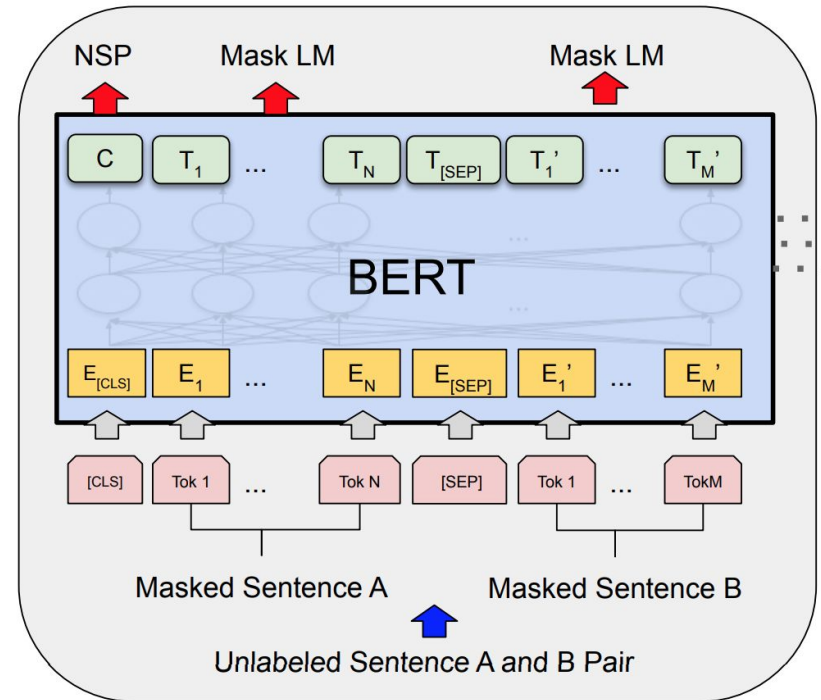 NSP Mask LM Mask LM
C T1 ... TN T[SEP] T1’ ... TM’
...
BERT
...
E[CLS] E1 ... EN E[SEP] E1’ ... EM’
[CLS] Tok 1 ... Tok N [SEP] Tok 1 ... TokM
Masked Sentence A Masked Sentence B
Unlabeled Sentence A and B Pair